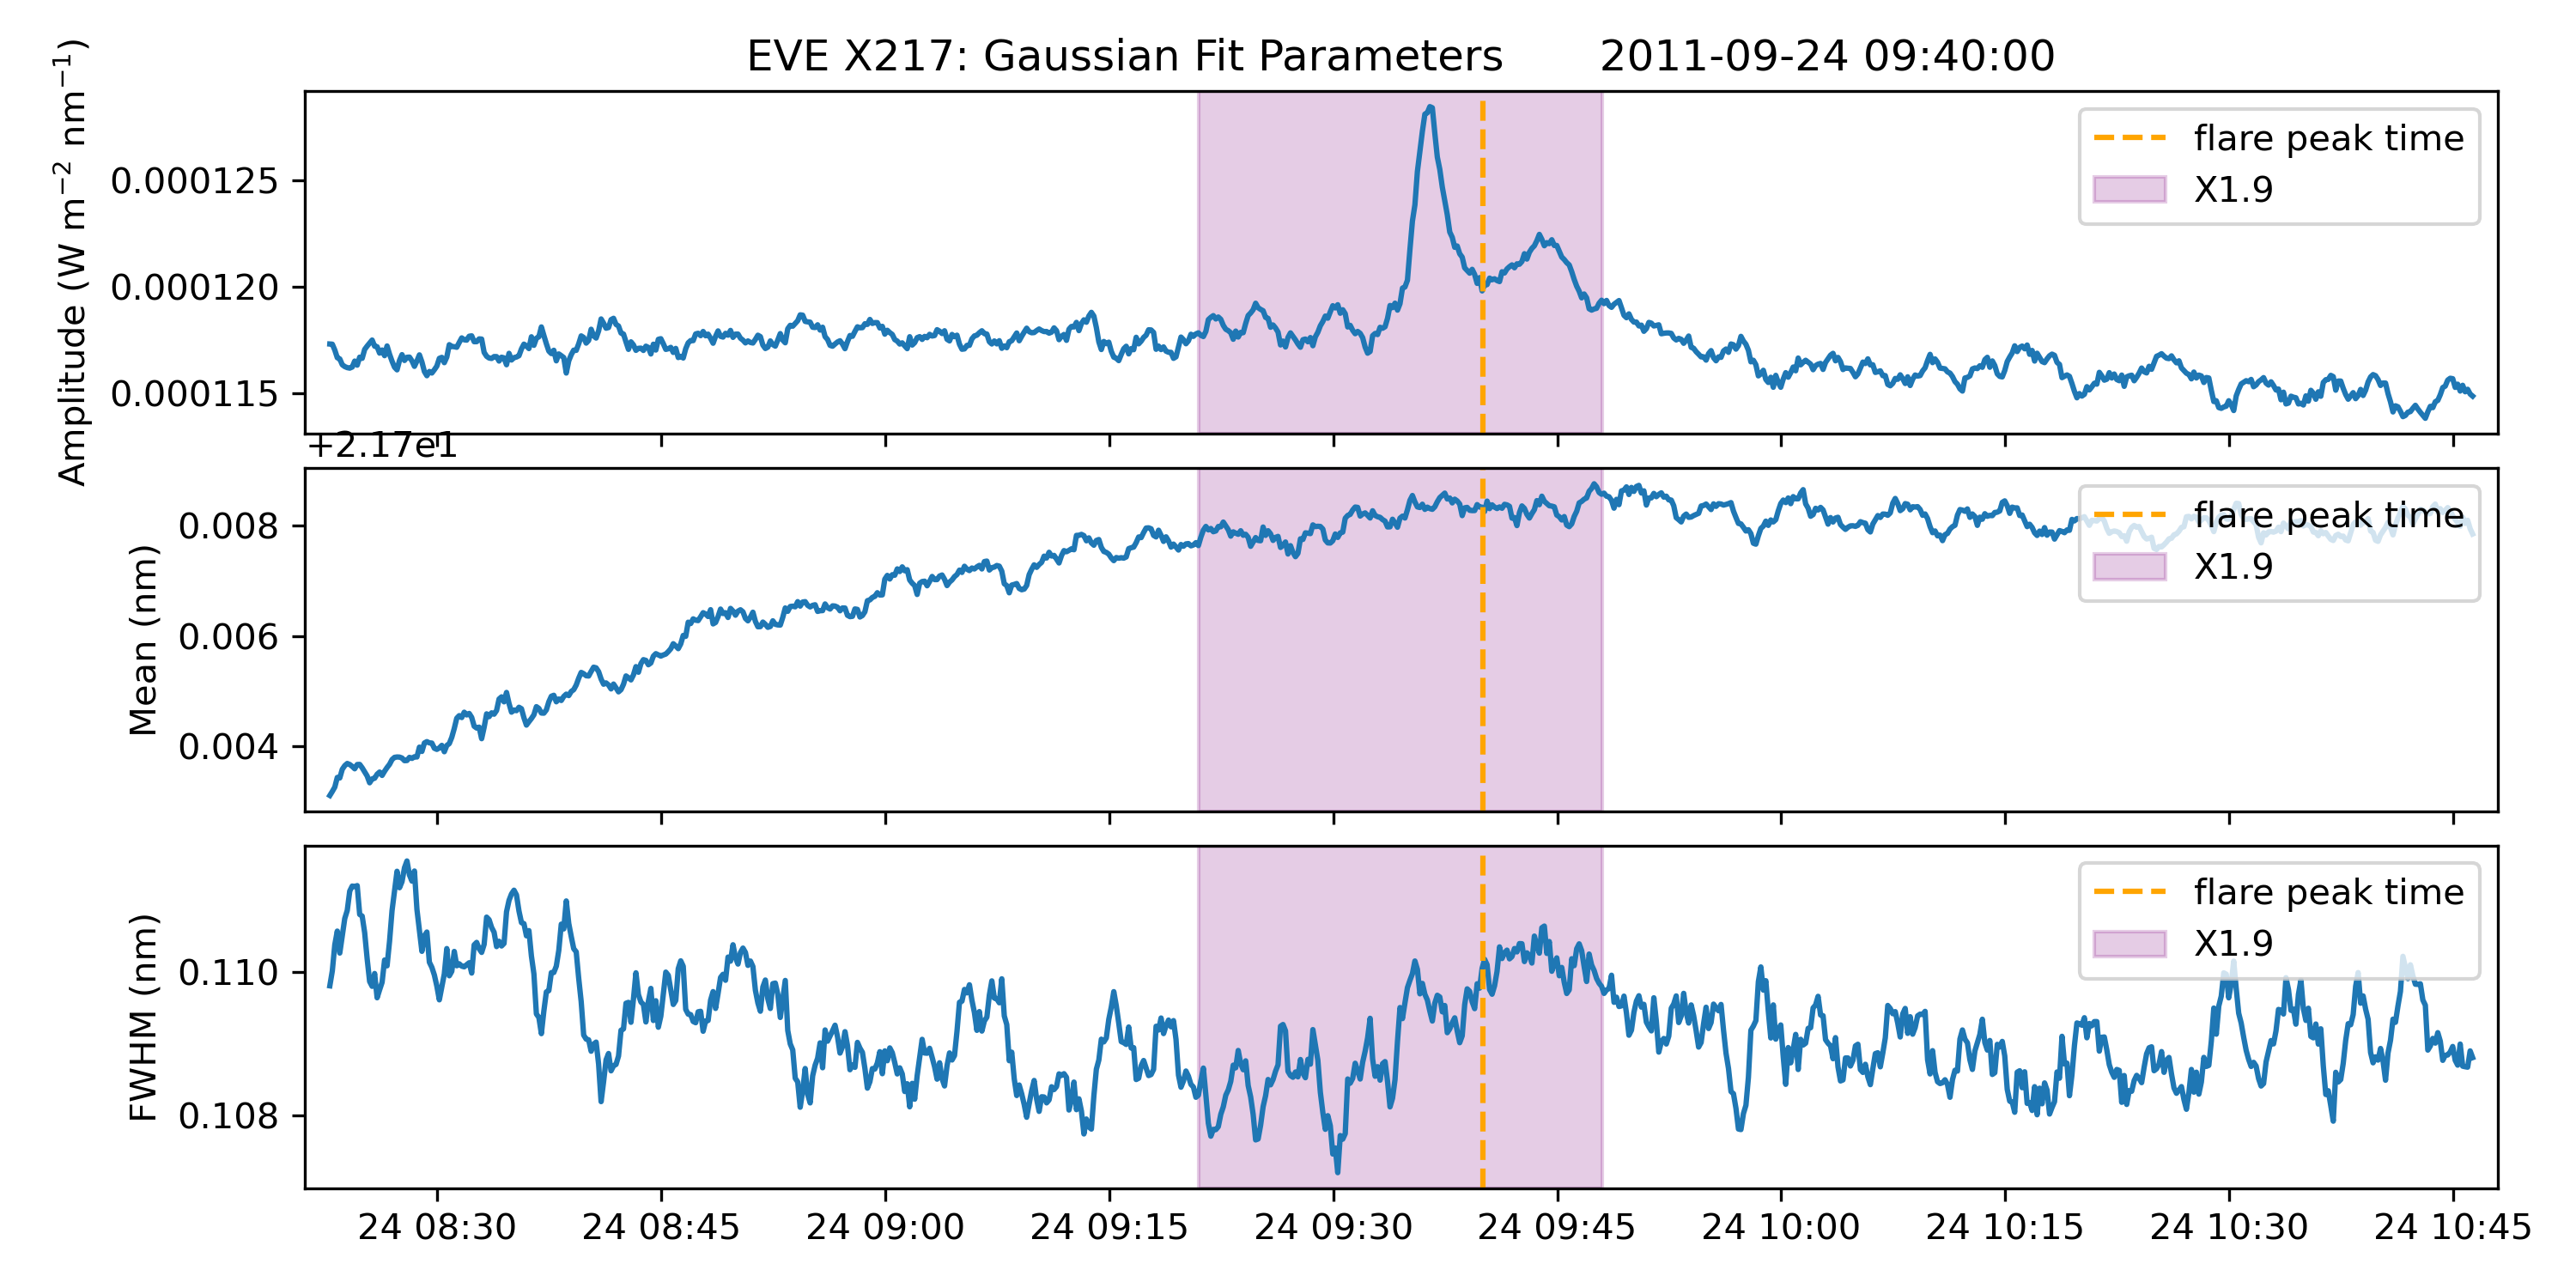 EVE X217: Gaussian Fit Parameters 2011-09-24 09:40:00
Amplitude (W m⁻² nm⁻¹)
0.000125
0.000120
0.000115
flare peak time
X1.9
+2.17e1
Mean (nm)
0.008
0.006
0.004
flare peak time
X1.9
FWHM (nm)
0.110
0.108
flare peak time
X1.9
24 08:30 24 08:45 24 09:00 24 09:15 24 09:30 24 09:45 24 10:00 24 10:15 24 10:30 24 10:45